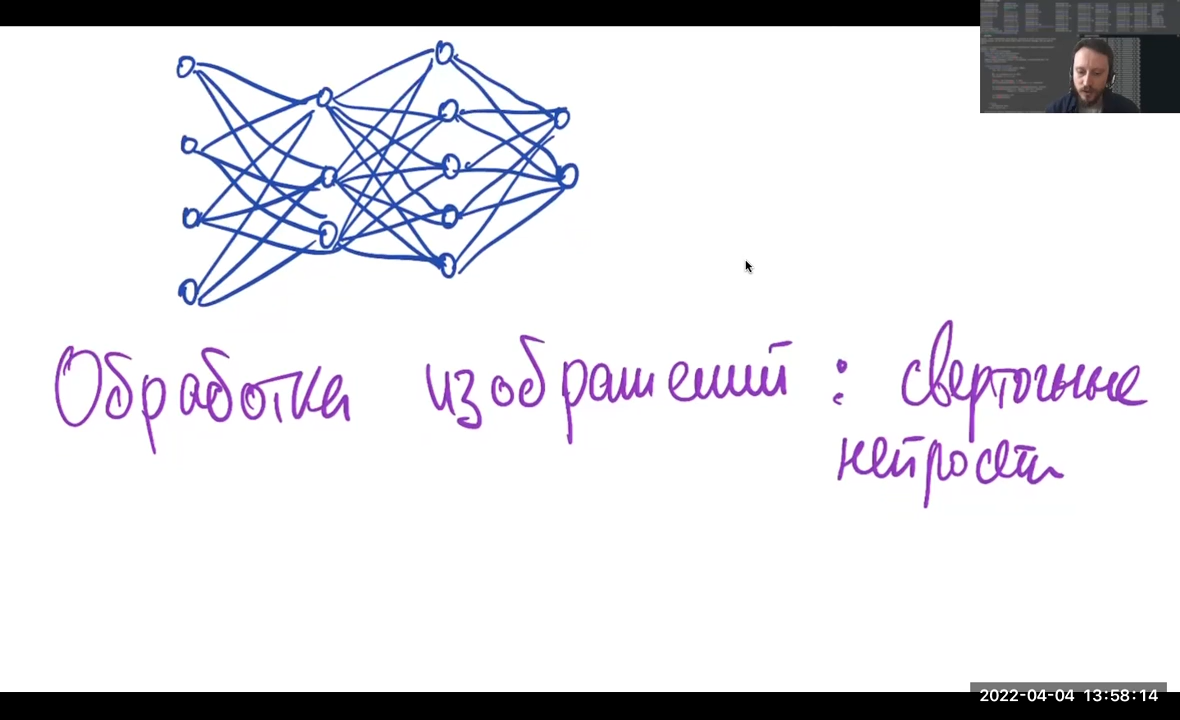 Обработка изображений : сверточные
нейросети
2022-04-04 13:58:14